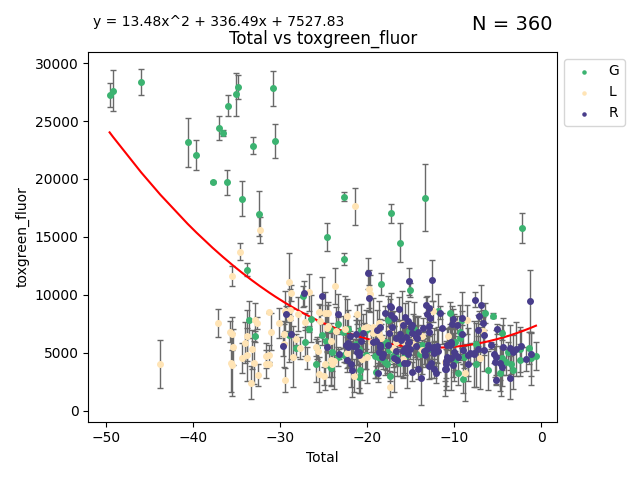 y = 13.48x^2 + 336.49x + 7527.83
N = 360
Total vs toxgreen_fluor
30000
25000
20000
15000
10000
5000
0
toxgreen_fluor
−50
−40
−30
−20
−10
0
Total
G
L
R